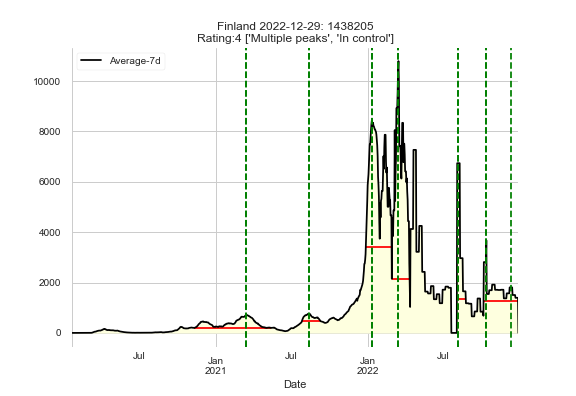 Finland 2022-12-29: 1438205
Rating:4 ['Multiple peaks', 'In control']
Average-7d
10000
8000
6000
4000
2000
0
Jul
Jan
2021
Jul
Jan
2022
Jul
Date